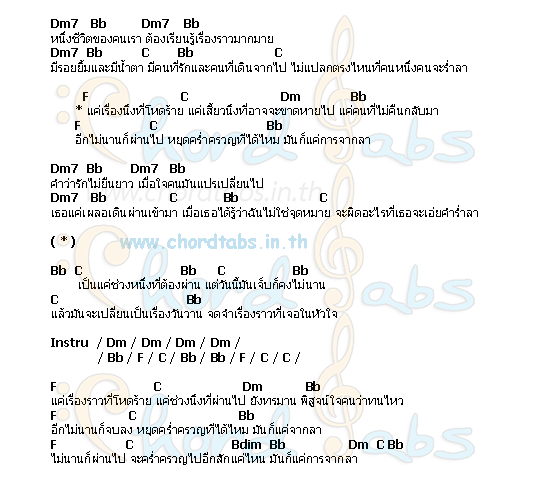 Dm7 Bb Dm7 Bb
หนึ่งชีวิตของคนเรา ต้องเรียนรู้เรื่องราวมากมาย
Dm7 Bb C Bb C
มีรอยยิ้มและมีน้ำตา มีคนที่รักและคนที่เดินจากไป ไม่แปลกตรงไหนที่คนหนึ่งคนจะร่ำลา
F C Dm Bb
* แค่เรื่องนึงที่โหดร้าย แค่เสี้ยวนึงที่อาจจะขาดหายไป แค่คนที่ไม่คืนกลับมา
F C Bb
อีกไม่นานก็ผ่านไป หยุดคร่ำครวญที่ได้ไหม มันก็แค่การจากลา
Dm7 Bb Dm7 Bb
คำว่ารักไม่ยืนยาว เมื่อใจคนมันแปรเปลี่ยนไป
Dm7 Bb C Bb C
เธอแค่เผลอเดินผ่านเข้ามา เมื่อเธอได้รู้ว่าฉันไม่ใช่จุดหมาย จะผิดอะไรที่เธอจะเอ่ยคำร่ำลา
( * ) www.chordtabs.in.th
Bb C Bb C Bb
เป็นแค่ช่วงหนึ่งที่ต้องผ่าน แต่วันนี้มันเจ็บก็คงไม่นาน
C Bb
แล้วมันจะเปลี่ยนเป็นเรื่องวันวาน จดจำเรื่องราวที่เจอในหัวใจ
Instru / Dm / Dm / Dm / Dm /
/ Bb / F / C / Bb / Bb / F / C / C /
F C Dm Bb
แค่เรื่องราวที่โหดร้าย แค่ช่วงนึงที่ผ่านไป ยังทรมาน พิสูจน์ใจคนว่าทนไหว
F C Bb
อีกไม่นานก็จบลง หยุดคร่ำครวญที่ได้ไหม มันก็แค่จากลา
F C Bdim Bb Dm C Bb
ไม่นานก็ผ่านไป จะคร่ำครวญไปอีกสักแค่ไหน มันก็แค่การจากลา